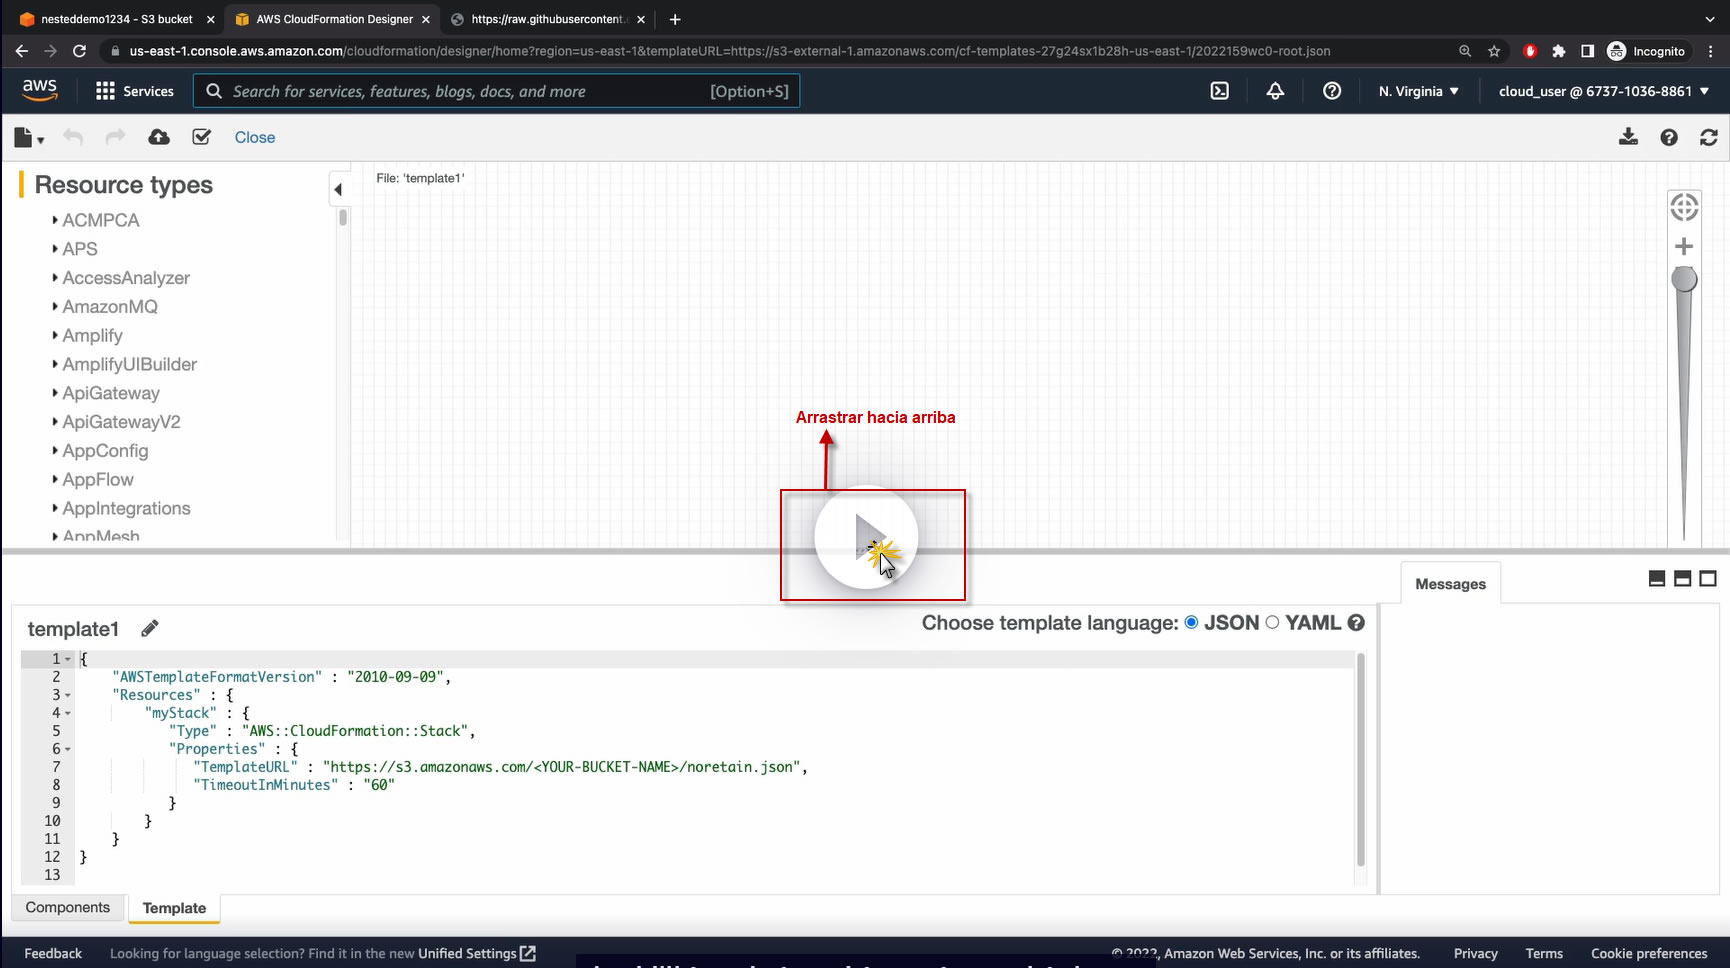 nesteddemo1234 - S3 bucket
AWS CloudFormation Designer
https://raw.githubusercontent.
us-east-1.console.aws.amazon.com/cloudformation/designer/home?region=us-east-1&templateURL=https://s3-external-1.amazonaws.com/cf-templates-27g24sx1b28h-us-east-1/2022159wc0-root.json
Incognito
aws
Services
Search for services, features, blogs, docs, and more
[Option+S]
N. Virginia
cloud_user @ 6737-1036-8861
Close
Resource types
File: 'template1'
ACMPCA
APS
AccessAnalyzer
AmazonMQ
Amplify
AmplifyUIBuilder
ApiGateway
ApiGatewayV2
AppConfig
AppFlow
AppIntegrations
AppMesh
Arrastrar hacia arriba
Messages
template1
Choose template language: JSON YAML
1 {
2 "AWSTemplateFormatVersion" : "2010-09-09",
3 "Resources" : {
4 "myStack" : {
5 "Type" : "AWS::CloudFormation::Stack",
6 "Properties" : {
7 "TemplateURL" : "https://s3.amazonaws.com/<YOUR-BUCKET-NAME>/noretain.json",
8 "TimeoutInMinutes" : "60"
9 }
10 }
11 }
12 }
13
Components
Template
Feedback
Looking for language selection? Find it in the new Unified Settings
© 2022, Amazon Web Services, Inc. or its affiliates.
Privacy
Terms
Cookie preferences